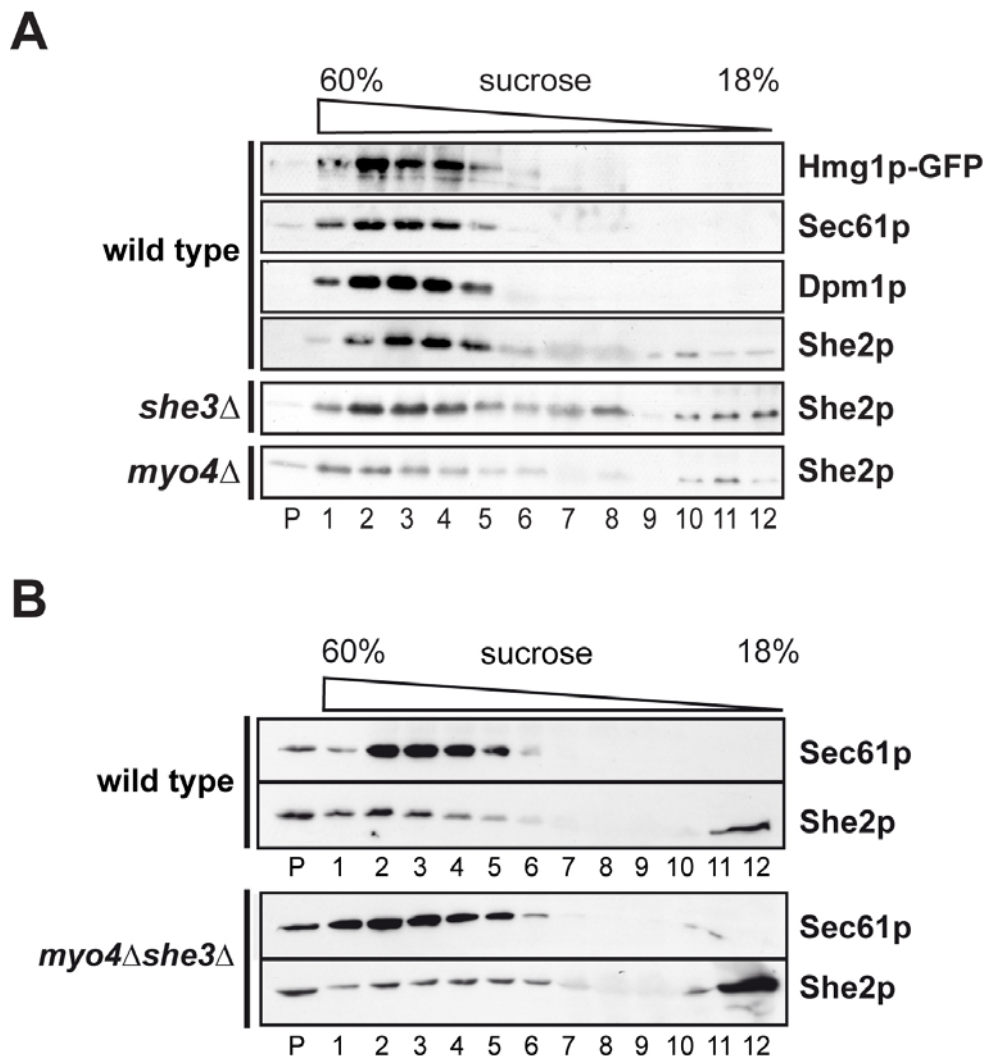 A
60% sucrose 18%
Hmg1p-GFP
Sec61p
wild type
Dpm1p
She2p
she3Δ She2p
myo4Δ She2p
P 1 2 3 4 5 6 7 8 9 10 11 12
B
60% sucrose 18%
Sec61p
wild type
She2p
P 1 2 3 4 5 6 7 8 9 10 11 12
Sec61p
myo4Δshe3Δ
She2p
P 1 2 3 4 5 6 7 8 9 10 11 12